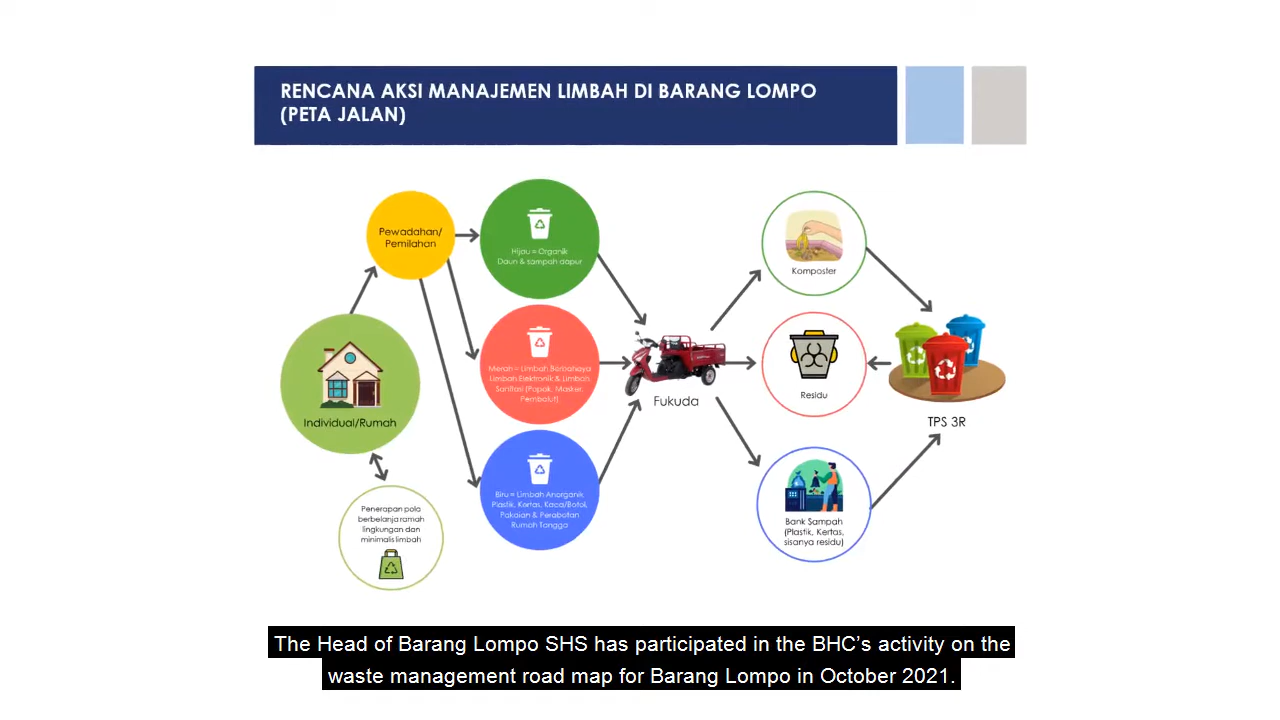 RENCANA AKSI MANAJEMEN LIMBAH DI BARANG LOMPO
(PETA JALAN)
Pewadahan/
Pemilahan
Hijau = Organik
Daun & sampah dapur
Komposter
Individual/Rumah
Merah = Limbah Berbahaya
Limbah Elektronik & Limbah
Sanitasi (Popok, Masker,
Pembalut)
Fukuda
Residu
TPS 3R
Penerapan pola
berbelanja ramah
lingkungan dan
minimalis limbah
Biru = Limbah Anorganik
Plastik, Kertas, Kaca/Botol,
Pakaian & Perabotan
Rumah Tangga
Bank Sampah
(Plastik, Kertas,
sisanya residu)
The Head of Barang Lompo SHS has participated in the BHC’s activity on the
waste management road map for Barang Lompo in October 2021.